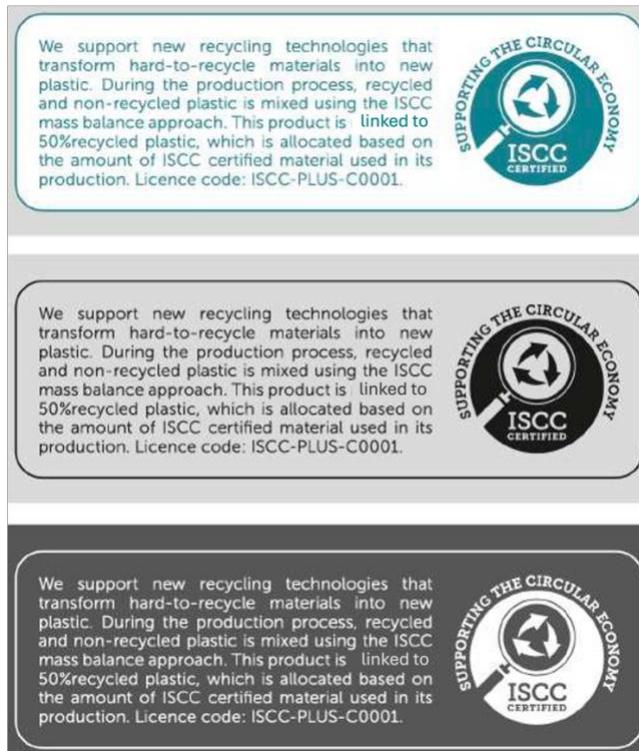 We support new recycling technologies that
transform hard-to-recycle materials into new
plastic. During the production process, recycled
and non-recycled plastic is mixed using the ISCC
mass balance approach. This product is linked to
50%recycled plastic, which is allocated based on
the amount of ISCC certified material used in its
production. Licence code: ISCC-PLUS-C0001.
SUPPORTING THE CIRCULAR ECONOMY
ISCC
CERTIFIED
We support new recycling technologies that
transform hard-to-recycle materials into new
plastic. During the production process, recycled
and non-recycled plastic is mixed using the ISCC
mass balance approach. This product is linked to
50%recycled plastic, which is allocated based on
the amount of ISCC certified material used in its
production. Licence code: ISCC-PLUS-C0001.
SUPPORTING THE CIRCULAR ECONOMY
ISCC
CERTIFIED
We support new recycling technologies that
transform hard-to-recycle materials into new
plastic. During the production process, recycled
and non-recycled plastic is mixed using the ISCC
mass balance approach. This product is linked to
50%recycled plastic, which is allocated based on
the amount of ISCC certified material used in its
production. Licence code: ISCC-PLUS-C0001.
SUPPORTING THE CIRCULAR ECONOMY
ISCC
CERTIFIED